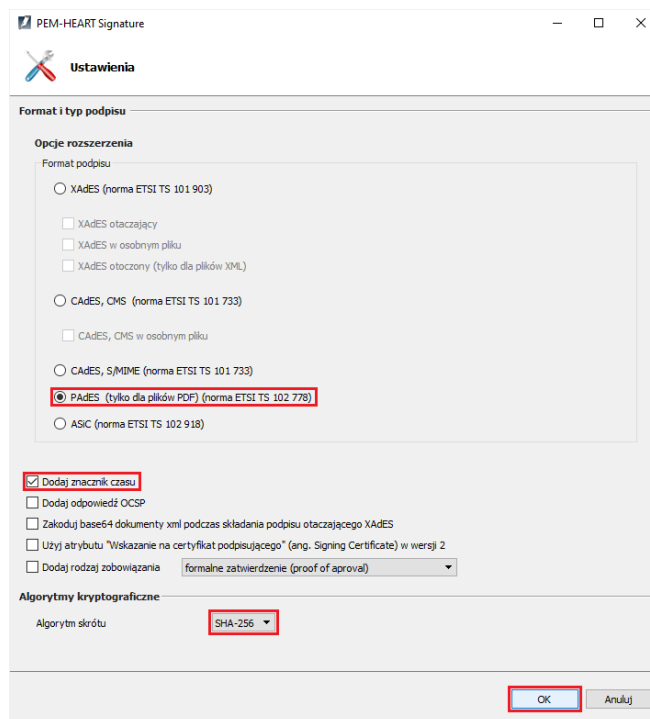 PEM-HEART Signature
Ustawienia
Format i typ podpisu
Opcje rozszerzenia
Format podpisu
XAdES (norma ETSI TS 101 903)
XAdES otaczający
XAdES w osobnym pliku
XAdES otoczony (tylko dla plików XML)
CAdES, CMS (norma ETSI TS 101 733)
CAdES, CMS w osobnym pliku
CAdES, S/MIME (norma ETSI TS 101 733)
PAdES (tylko dla plików PDF) (norma ETSI TS 102 778)
ASiC (norma ETSI TS 102 918)
Dodaj znacznik czasu
Dodaj odpowiedź OCSP
Zakoduj base64 dokumenty xml podczas składania podpisu otaczającego XAdES
Użyj atrybutu "Wskazanie na certyfikat podpisującego" (ang. Signing Certificate) w wersji 2
Dodaj rodzaj zobowiązania formalne zatwierdzenie (proof of aproval)
Algorytmy kryptograficzne
Algorytm skrótu SHA-256
OK Anuluj